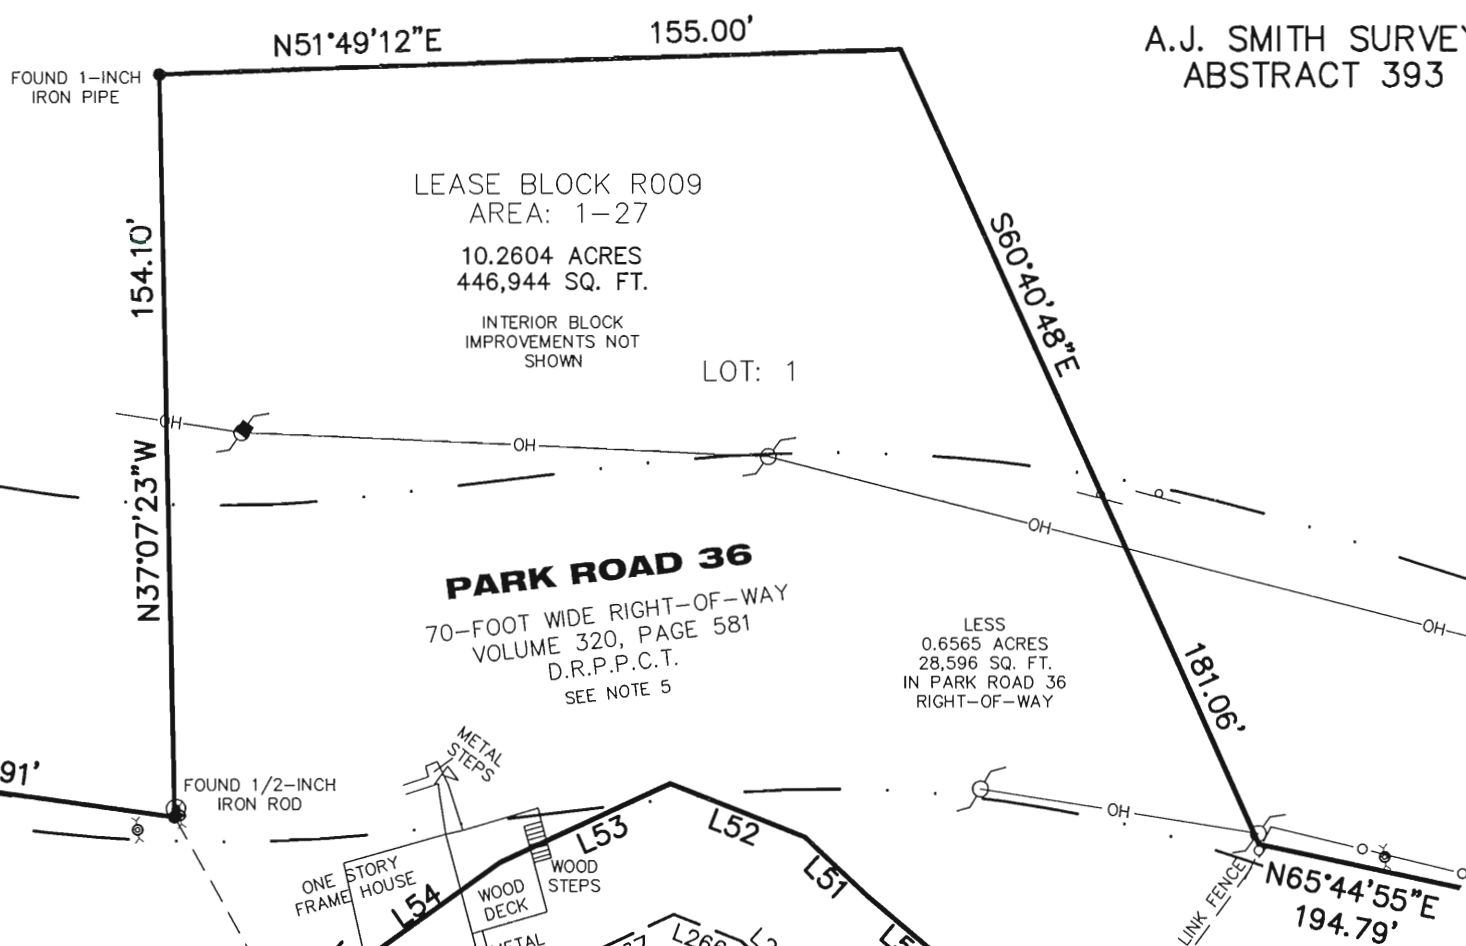 N51°49'12"E
155.00'
A.J. SMITH SURVEY
ABSTRACT 393
FOUND 1-INCH
IRON PIPE
LEASE BLOCK R009
AREA: 1-27
10.2604 ACRES
446,944 SQ. FT.
INTERIOR BLOCK
IMPROVEMENTS NOT
SHOWN
LOT: 1
154.10'
N37°07'23"W
S60°40'48"E
181.06'
OH
OH
OH
OH
PARK ROAD 36
70-FOOT WIDE RIGHT-OF-WAY
VOLUME 320, PAGE 581
D.R.P.P.C.T.
SEE NOTE 5
LESS
0.6565 ACRES
28,596 SQ. FT.
IN PARK ROAD 36
RIGHT-OF-WAY
91'
FOUND 1/2-INCH
IRON ROD
METAL
STEPS
OH
L53
L52
L51
L54
ONE STORY
FRAME HOUSE
WOOD
STEPS
WOOD
DECK
METAL
LINK FENCE
N65°44'55"E
194.79'
L266